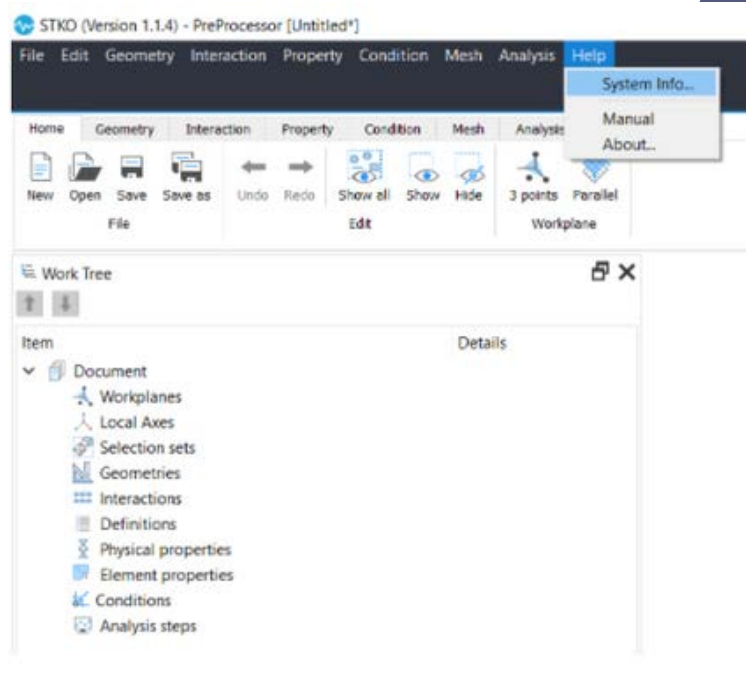 STKO (Version 1.1.4) - PreProcessor [Untitled*]
File Edit Geometry Interaction Property Condition Mesh Analysis Help
System Info...
Manual
About...
Home Geometry Interaction Property Condition Mesh Analysis
New Open Save Save as Undo Redo Show all Show Hide 3 points Parallel
File Edit Workplane
Work Tree
Item Details
Document
Workplanes
Local Axes
Selection sets
Geometries
Interactions
Definitions
Physical properties
Element properties
Conditions
Analysis steps